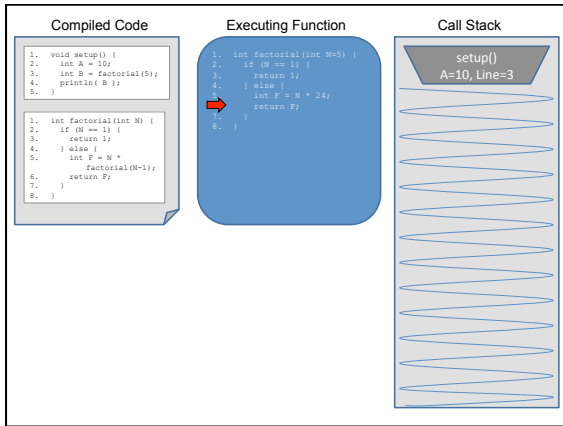 Compiled Code
1. void setup() {
2. int A = 10;
3. int B = factorial(5);
4. println( B );
5. }
1. int factorial(int N) {
2. if (N == 1) {
3. return 1;
4. } else {
5. int F = N *
factorial(N-1);
6. return F;
7. }
8. }
Executing Function
1. int factorial(int N=5) {
2. if (N == 1) {
3. return 1;
4. } else {
5. int F = N * 24;
return F;
7. }
8. }
Call Stack
setup()
A=10, Line=3